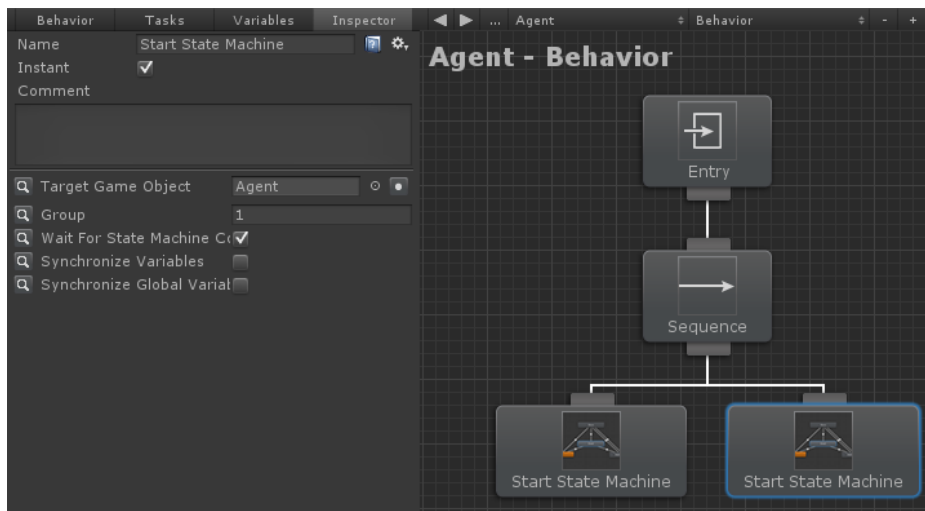 Behavior Tasks Variables Inspector ... Agent Behavior - +
Name Start State Machine
Instant
Comment
Agent - Behavior
Entry
Target Game Object Agent
Group 1
Wait For State Machine Co
Synchronize Variables
Synchronize Global Variab
Sequence
Start State Machine Start State Machine